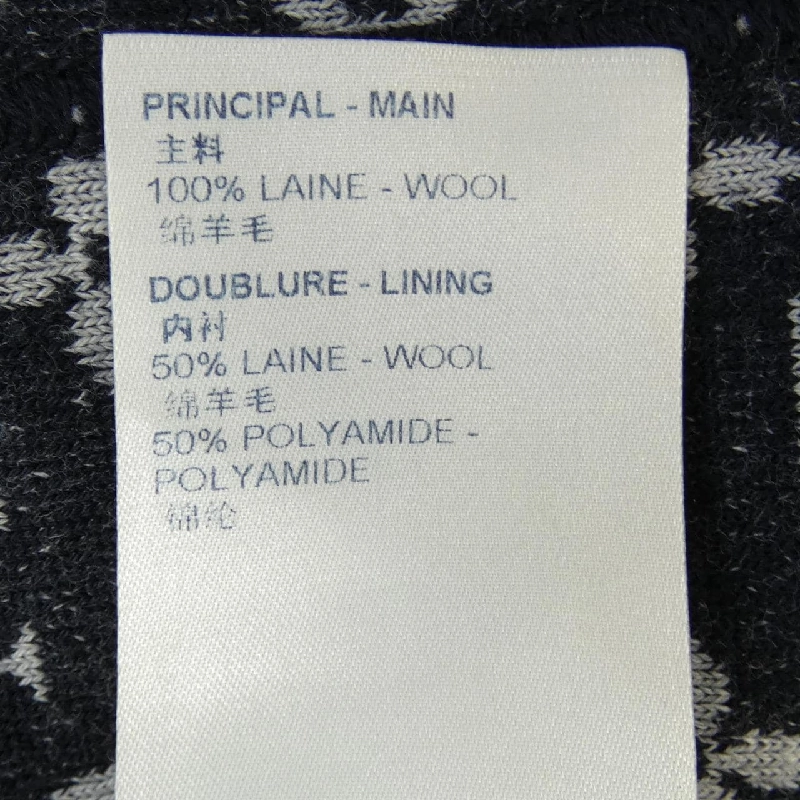 PRINCIPAL - MAIN
主料
100% LAINE - WOOL
绵羊毛
DOUBLURE - LINING
内衬
50% LAINE - WOOL
绵羊毛
50% POLYAMIDE -
POLYAMIDE
锦纶